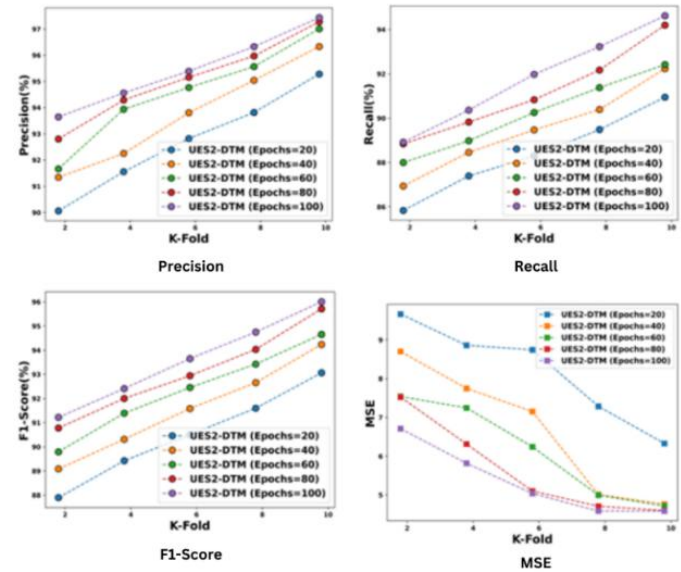 Precision(%)
97
96
95
94
93
92
91
90
UES2-DTM (Epochs=20)
UES2-DTM (Epochs=40)
UES2-DTM (Epochs=60)
UES2-DTM (Epochs=80)
UES2-DTM (Epochs=100)
2 4 6 8 10
K-Fold
Precision
Recall(%)
94
92
90
88
86
UES2-DTM (Epochs=20)
UES2-DTM (Epochs=40)
UES2-DTM (Epochs=60)
UES2-DTM (Epochs=80)
UES2-DTM (Epochs=100)
2 4 6 8 10
K-Fold
Recall
F1-Score(%)
96
95
94
93
92
91
90
89
88
UES2-DTM (Epochs=20)
UES2-DTM (Epochs=40)
UES2-DTM (Epochs=60)
UES2-DTM (Epochs=80)
UES2-DTM (Epochs=100)
2 4 6 8 10
K-Fold
F1-Score
MSE
9
8
7
6
5
UES2-DTM (Epochs=20)
UES2-DTM (Epochs=40)
UES2-DTM (Epochs=60)
UES2-DTM (Epochs=80)
UES2-DTM (Epochs=100)
2 4 6 8 10
K-Fold
MSE